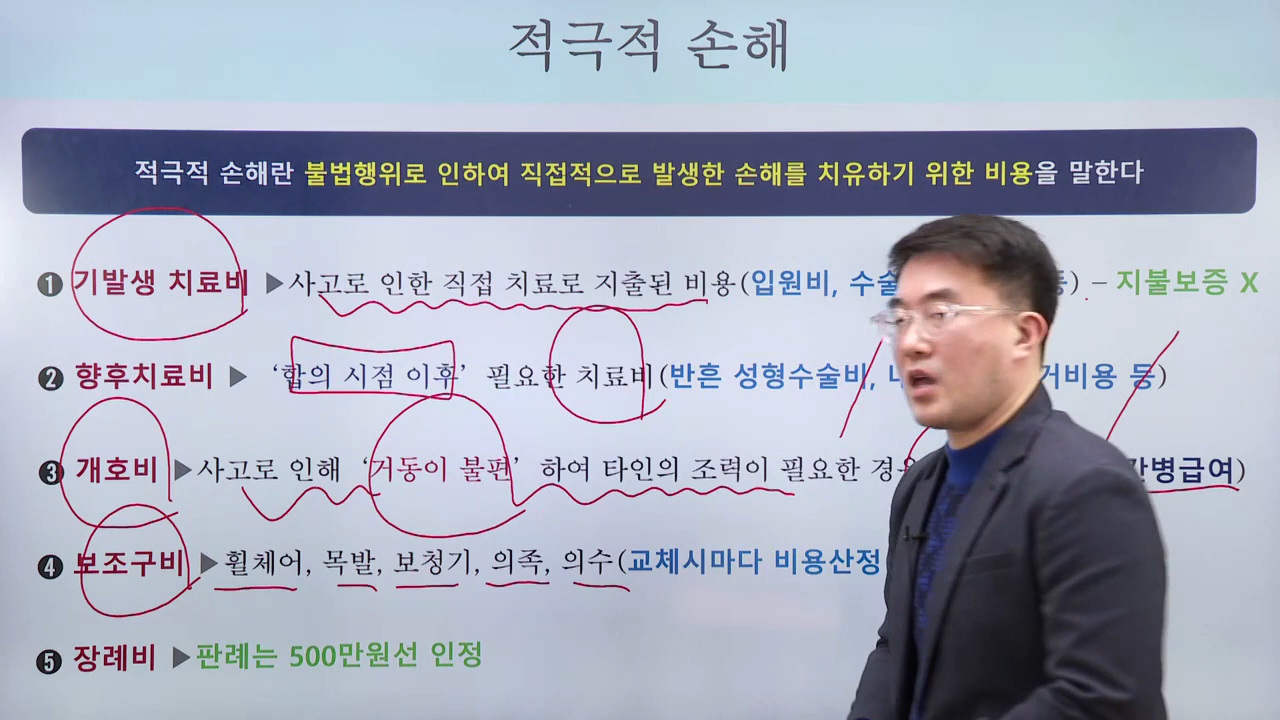 적극적 손해
적극적 손해란 불법행위로 인하여 직접적으로 발생한 손해를 치유하기 위한 비용을 말한다
❶ 기발생 치료비 ▶사고로 인한 직접 치료로 지출된 비용(입원비, 등) – 지불보증 X
❷ 향후치료비 ▶ ‘합의 시점 이후’ 필요한 치료비(반흔 성형수술비, 등)
❸ 개호비 ▶사고로 인해 ‘거동이 불편’ 하여 타인의 조력이 필요한 간병급여)
❹ 보조구비 ▶휠체어, 목발, 보청기, 의족, 의수(교체시마다 비용산정
❺ 장례비 ▶판례는 500만원선 인정